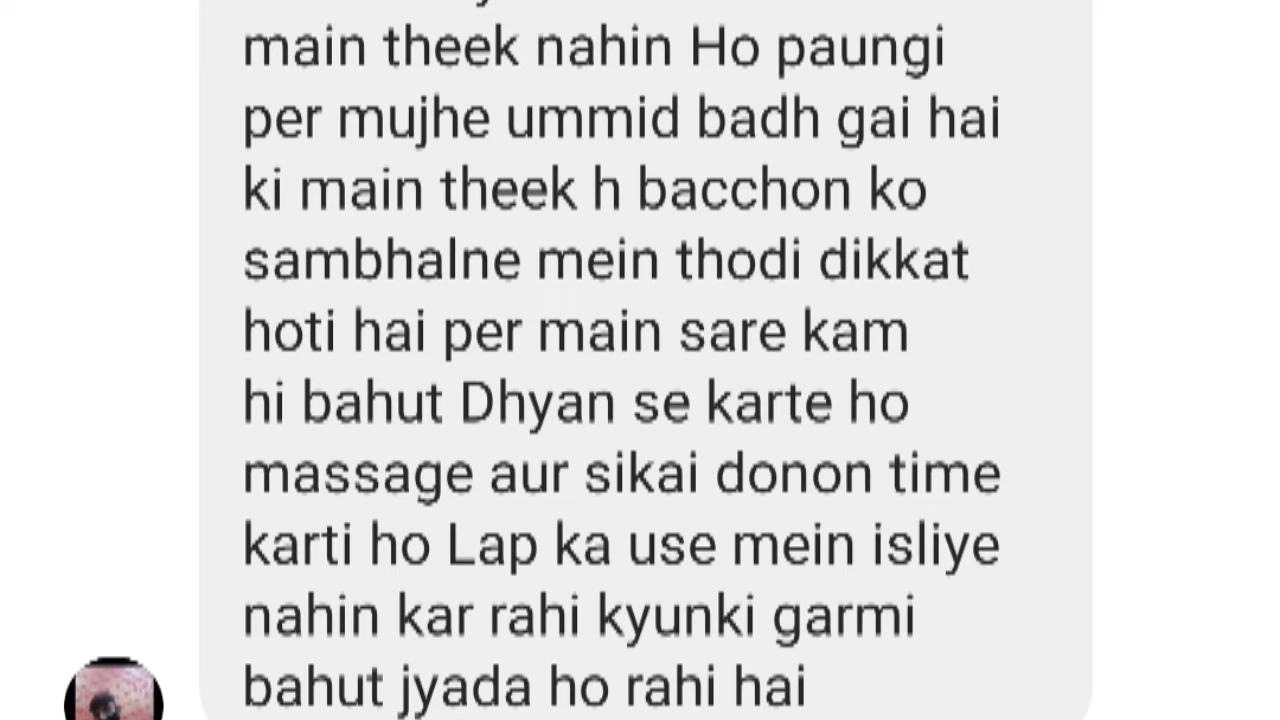 main theek nahin Ho paungi
per mujhe ummid badh gai hai
ki main theek h bacchon ko
sambhalne mein thodi dikkat
hoti hai per main sare kam
hi bahut Dhyan se karte ho
massage aur sikai donon time
karti ho Lap ka use mein isliye
nahin kar rahi kyunki garmi
bahut jyada ho rahi hai